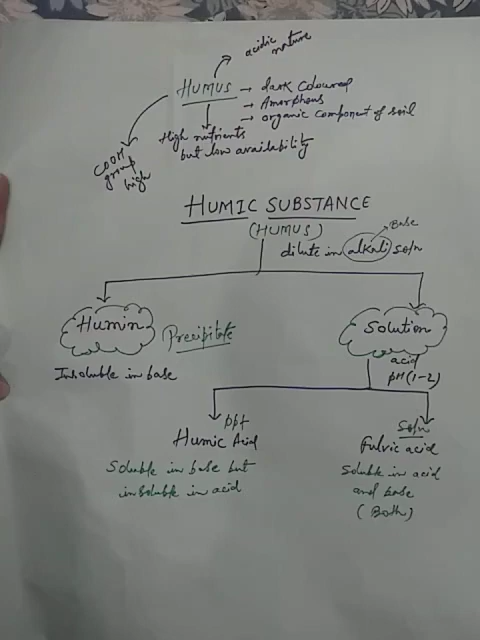 acidic
nature
HUMUS → dark coloured
→ Amorphous
→ organic component of soil
High nutrients
but low availability
COOH
group
high
HUMIC SUBSTANCE
(HUMUS)
Base
dilute in alkali soln
Humin
Precipitate
Solution
Insoluble in base
acid
pH (1-2)
ppt
Humic Acid
Soluble in base but
insoluble in acid
soln
Fulvic acid
Soluble in acid
and base
(Both)